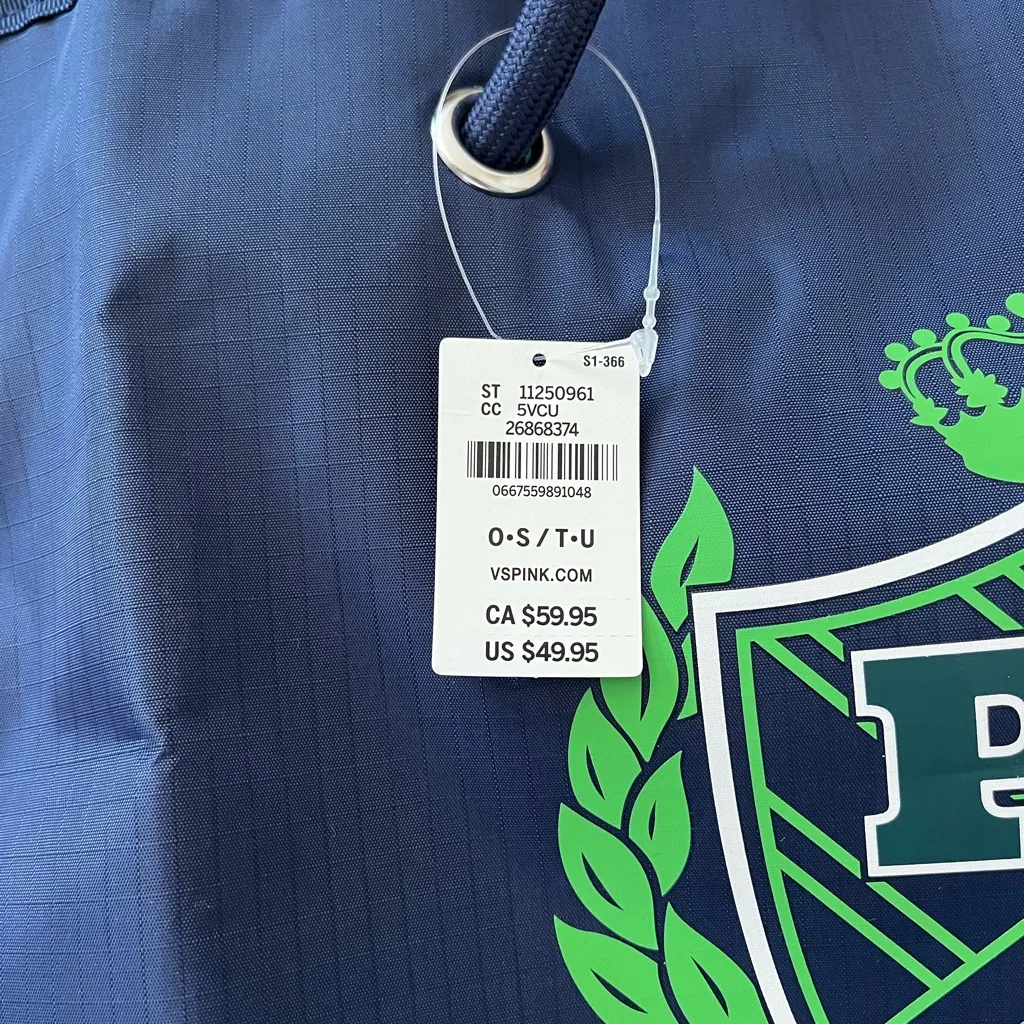 S1-366
ST 11250961
CC 5VCU
26868374
0667559891048
O•S / T•U
VSPINK.COM
CA $59.95
US $49.95
P